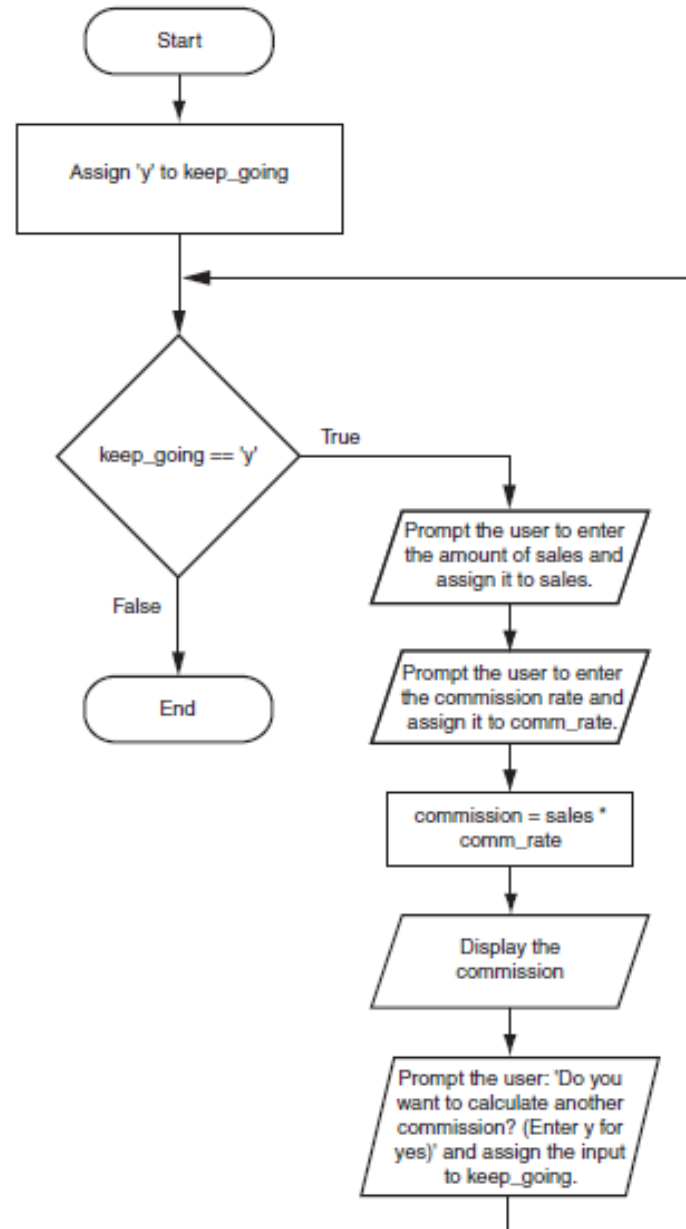 Start
Assign 'y' to keep_going
keep_going == 'y'
True
False
End
Prompt the user to enter
the amount of sales and
assign it to sales.
Prompt the user to enter
the commission rate and
assign it to comm_rate.
commission = sales *
comm_rate
Display the
commission
Prompt the user: 'Do you
want to calculate another
commission? (Enter y for
yes)' and assign the input
to keep_going.